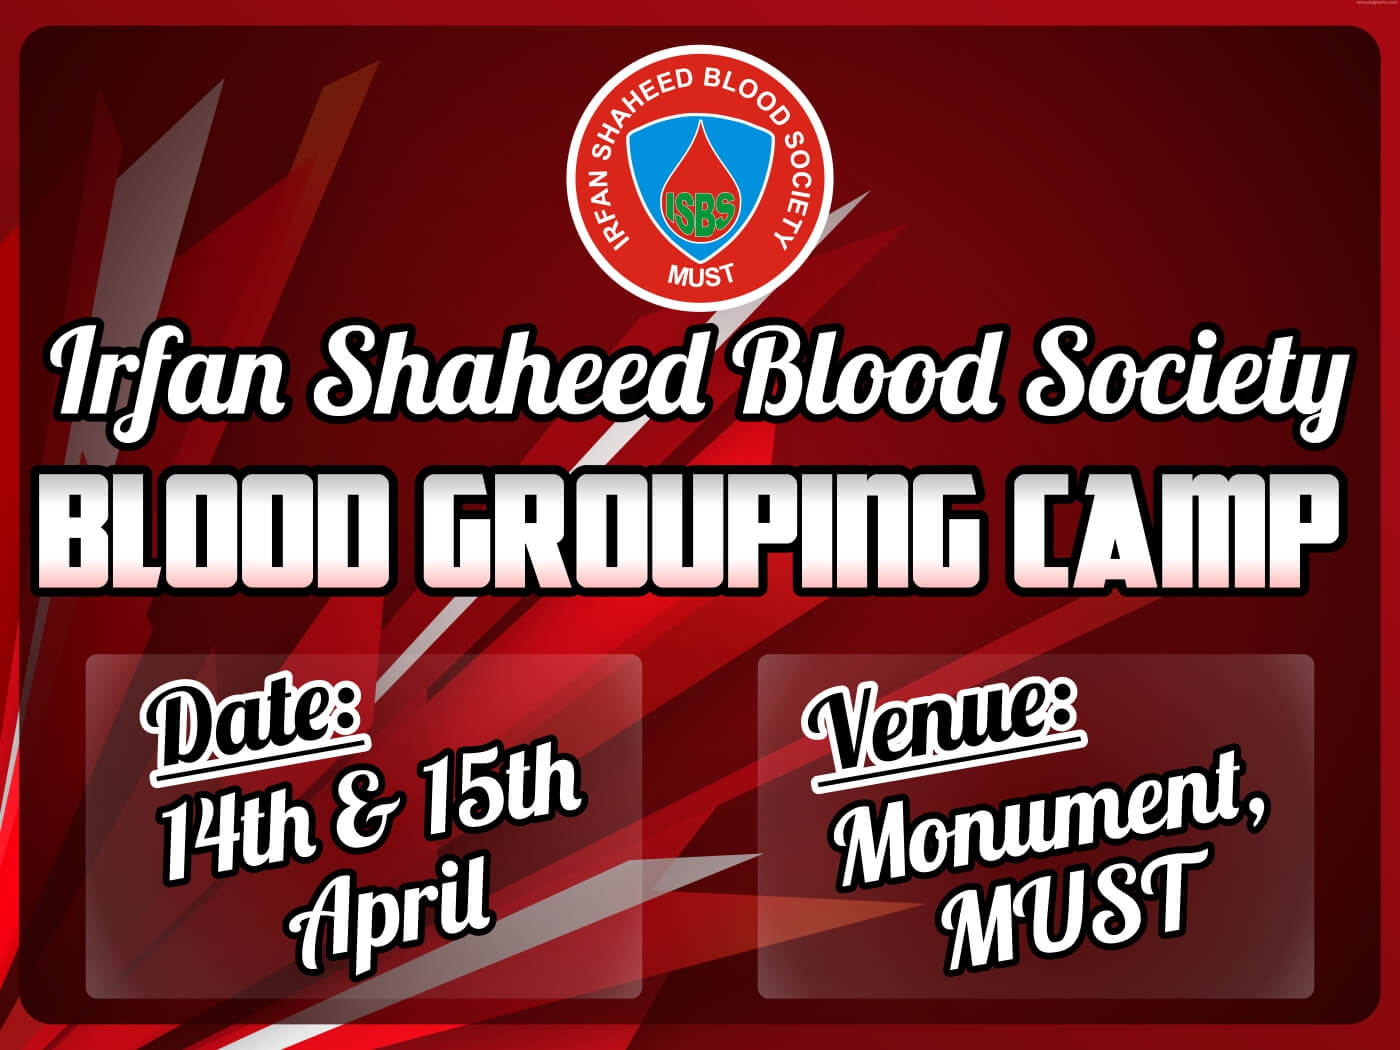 IRFAN SHAHEED BLOOD SOCIETY
ISBS
MUST
Irfan Shaheed Blood Society
BLOOD GROUPING CAMP
Date:
14th & 15th
April
Venue:
Monument,
MUST